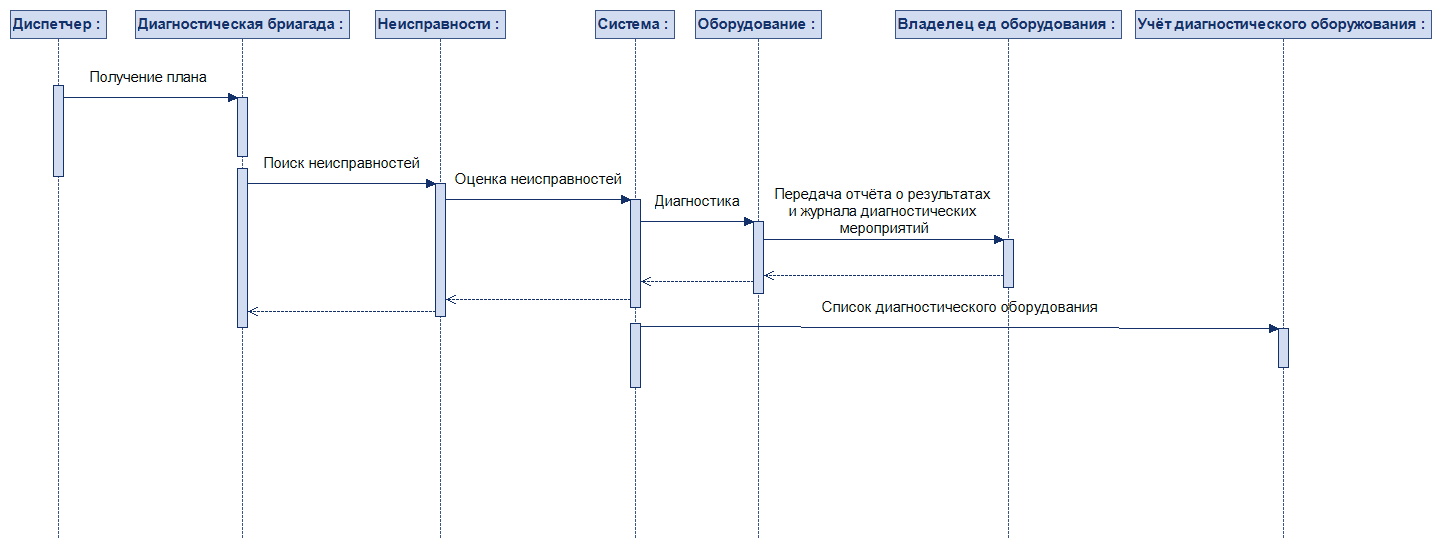 Диспетчер :
Диагностическая бриагада :
Неисправности :
Система :
Оборудование :
Владелец ед оборудования :
Учёт диагностического оборужования :
Получение плана
Поиск неисправностей
Оценка неисправностей
Диагностика
Передача отчёта о результатах
и журнала диагностических
мероприятий
Список диагностического оборудования